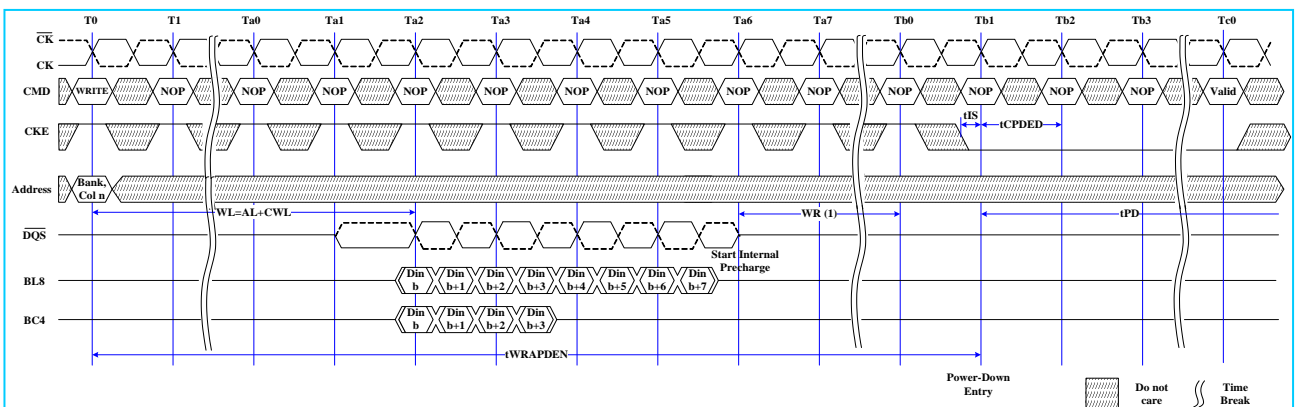 T0 T1 Ta0 Ta1 Ta2 Ta3 Ta4 Ta5 Ta6 Ta7 Tb0 Tb1 Tb2 Tb3 Tc0
CK
CK
CMD WRITE NOP NOP NOP NOP NOP NOP NOP NOP NOP NOP NOP NOP NOP Valid
tIS tCPDED
CKE
Address Bank, Col n
WL=AL+CWL WR (1) tPD
DQS
Start Internal Precharge
BL8 Din b Din b+1 Din b+2 Din b+3 Din b+4 Din b+5 Din b+6 Din b+7
BC4 Din b Din b+1 Din b+2 Din b+3
tWRAPDEN
Power-Down Entry
Do not care
Time Break